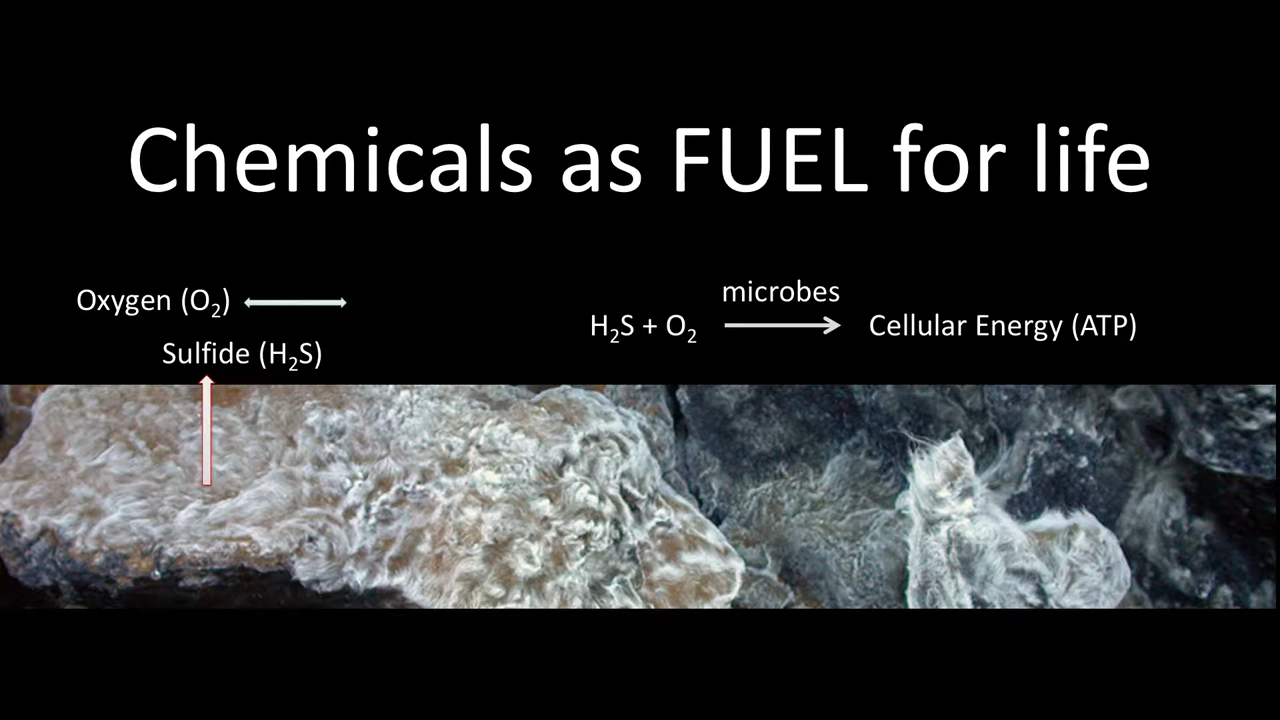 Chemicals as FUEL for life
Oxygen (O₂)
Sulfide (H₂S)
microbes
H₂S + O₂
Cellular Energy (ATP)